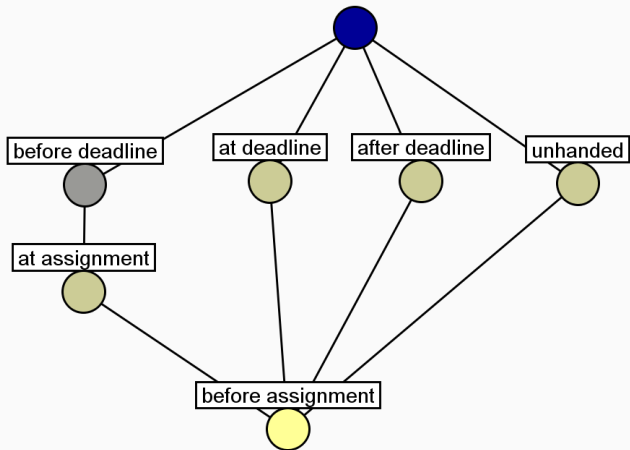 before deadline
at deadline
after deadline
unhanded
at assignment
before assignment